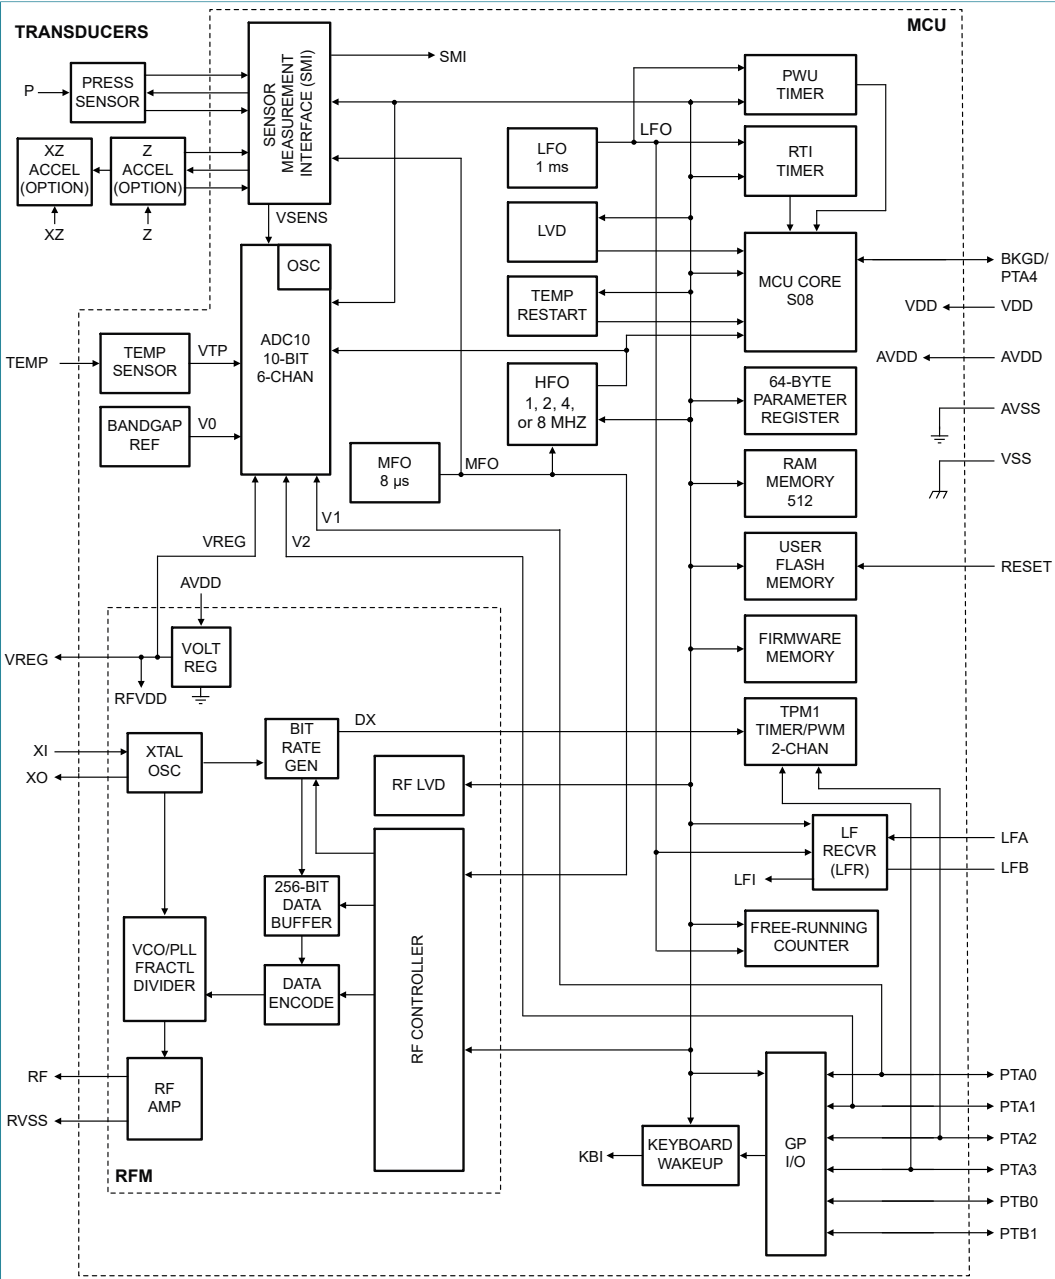 TRANSDUCERS
MCU
P
PRESS
SENSOR
XZ
ACCEL
(OPTION)
Z
ACCEL
(OPTION)
XZ
Z
SENSOR
MEASUREMENT
INTERFACE (SMI)
SMI
VSENS
OSC
ADC10
10-BIT
6-CHAN
TEMP
TEMP
SENSOR
VTP
BANDGAP
REF
V0
LFO
1 ms
LFO
LVD
TEMP
RESTART
HFO
1, 2, 4,
or 8 MHZ
MFO
8 µs
MFO
PWU
TIMER
RTI
TIMER
MCU CORE
S08
64-BYTE
PARAMETER
REGISTER
RAM
MEMORY
512
USER
FLASH
MEMORY
FIRMWARE
MEMORY
TPM1
TIMER/PWM
2-CHAN
BKGD/
PTA4
VDD
VDD
AVDD
AVDD
AVSS
VSS
RESET
V1
VREG
V2
AVDD
VOLT
REG
VREG
RFVDD
XI
XO
XTAL
OSC
BIT
RATE
GEN
DX
RF LVD
256-BIT
DATA
BUFFER
VCO/PLL
FRACTL
DIVIDER
DATA
ENCODE
RF CONTROLLER
RF
RVSS
RF
AMP
RFM
LF
RECVR
(LFR)
LFA
LFB
LFI
FREE-RUNNING
COUNTER
KBI
KEYBOARD
WAKEUP
GP
I/O
PTA0
PTA1
PTA2
PTA3
PTB0
PTB1